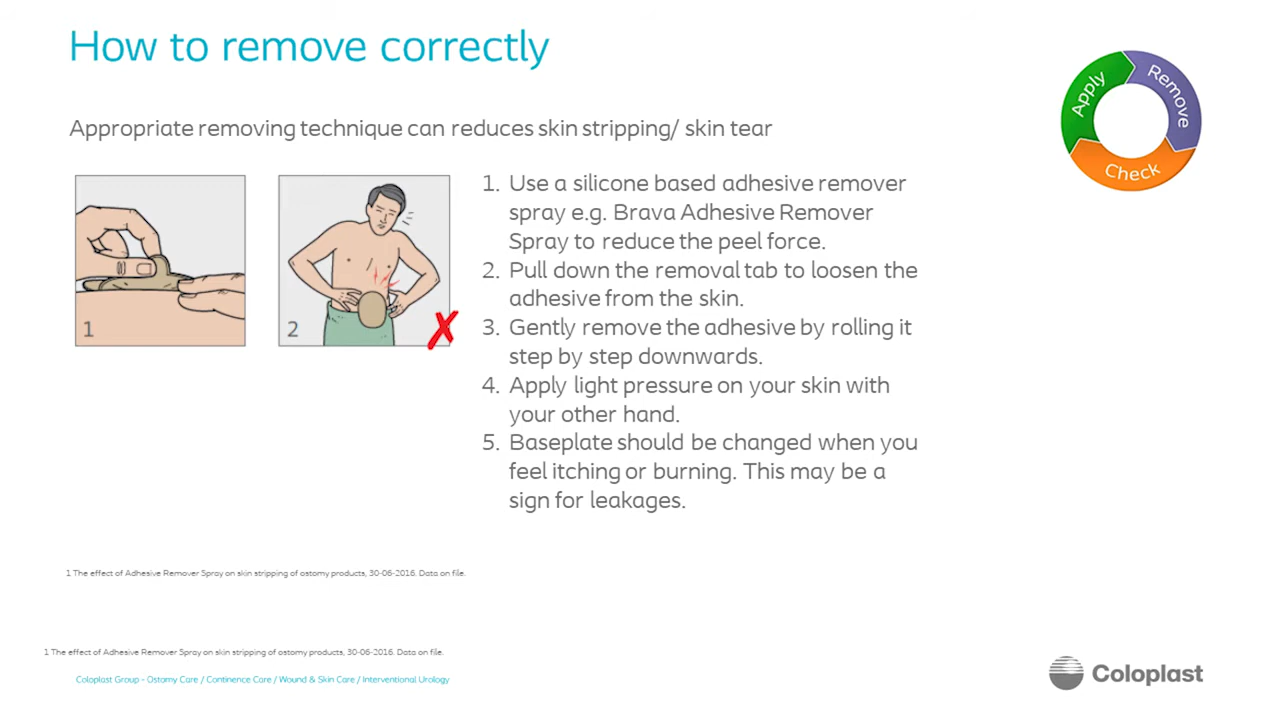 How to remove correctly
Apply
Remove
Check
Appropriate removing technique can reduces skin stripping/ skin tear
1
2
1. Use a silicone based adhesive remover
spray e.g. Brava Adhesive Remover
Spray to reduce the peel force.
2. Pull down the removal tab to loosen the
adhesive from the skin.
3. Gently remove the adhesive by rolling it
step by step downwards.
4. Apply light pressure on your skin with
your other hand.
5. Baseplate should be changed when you
feel itching or burning. This may be a
sign for leakages.
1 The effect of Adhesive Remover Spray on skin stripping of ostomy products, 30-06-2016. Data on file.
1 The effect of Adhesive Remover Spray on skin stripping of ostomy products, 30-06-2016. Data on file.
Coloplast Group - Ostomy Care / Continence Care / Wound & Skin Care / Interventional Urology
Coloplast